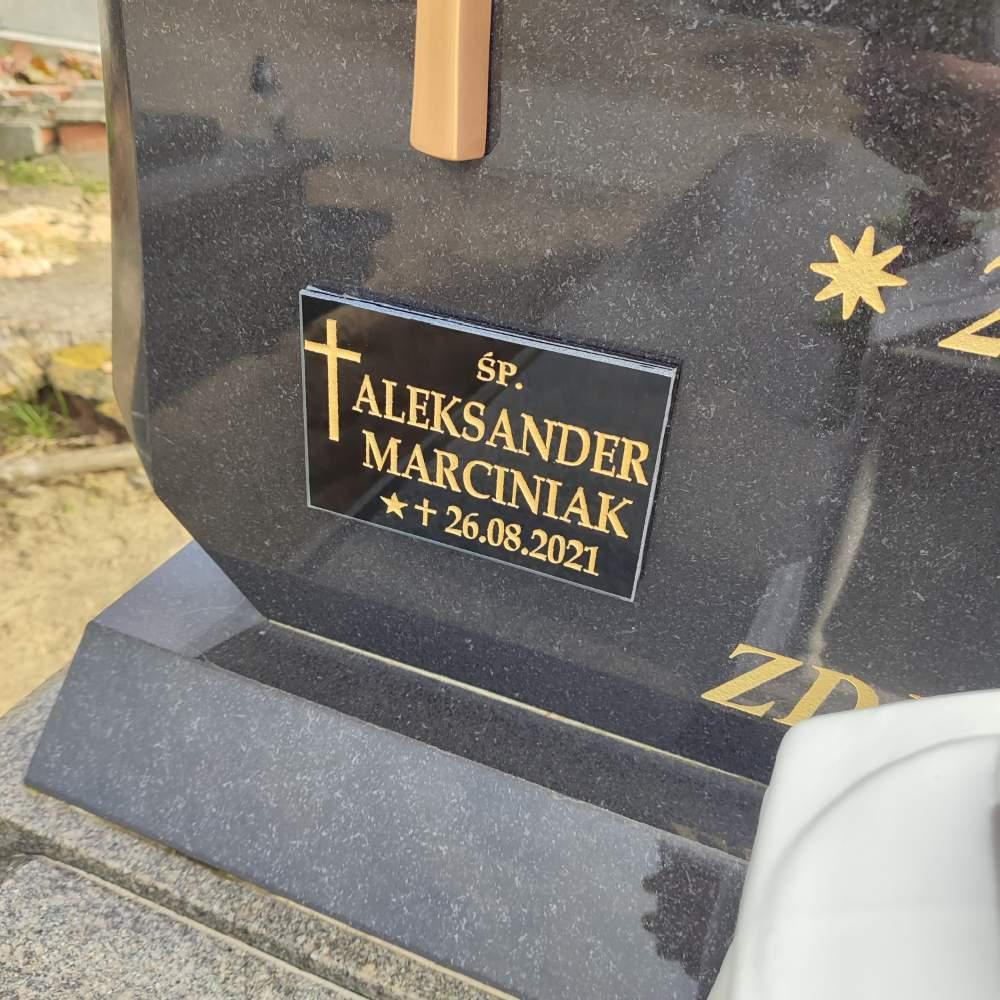 ŚP.
ALEKSANDER
MARCINIAK
★ † 26.08.2021